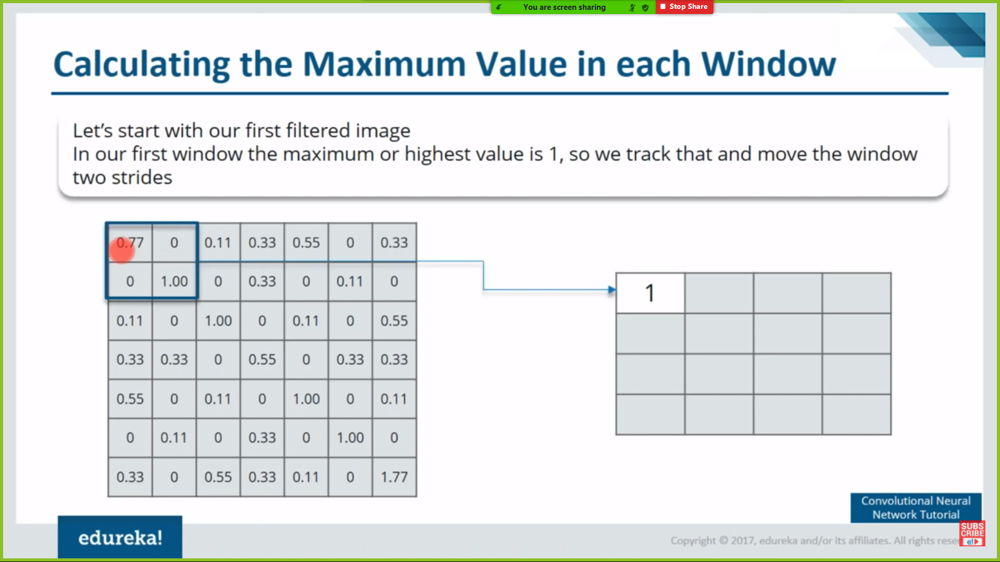 You are screen sharing
Stop Share
Calculating the Maximum Value in each Window
Let's start with our first filtered image
In our first window the maximum or highest value is 1, so we track that and move the window
two strides
0.77 0 0.11 0.33 0.55 0 0.33
0 1.00 0 0.33 0 0.11 0
0.11 0 1.00 0 0.11 0 0.55
0.33 0.33 0 0.55 0 0.33 0.33
0.55 0 0.11 0 1.00 0 0.11
0 0.11 0 0.33 0 1.00 0
0.33 0 0.55 0.33 0.11 0 1.77
1
Convolutional Neural
Network Tutorial
edureka!
Copyright © 2017, edureka and/or its affiliates. All rights
SUBS
CRIBE
e!